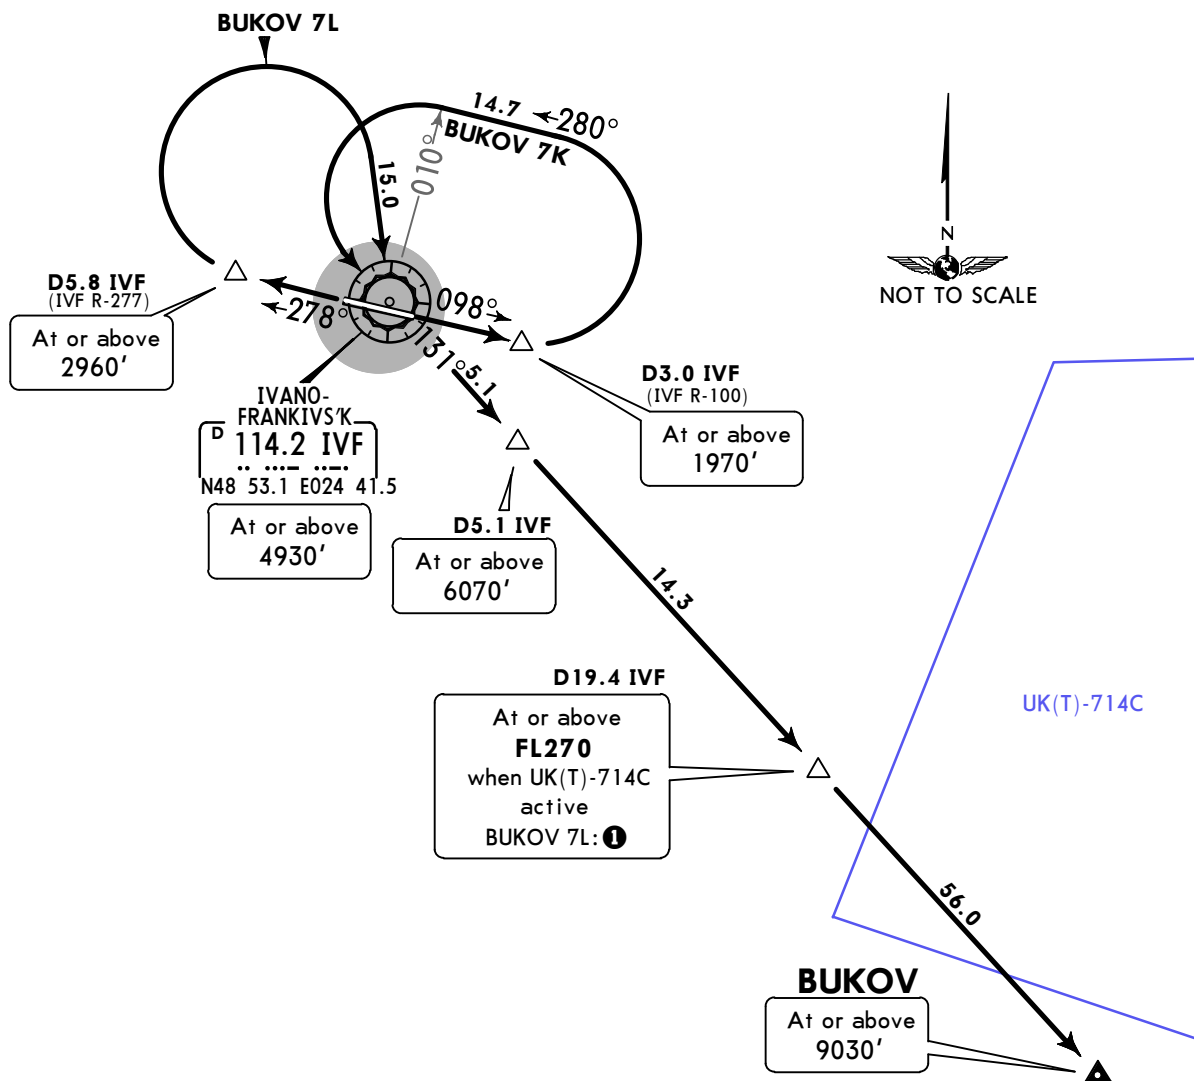 BUKOV 7L
14.7
280°
BUKOV 7K
010°
15.0
N
NOT TO SCALE
D5.8 IVF
(IVF R-277)
At or above
2960'
278°
098°
131°
5.1
D3.0 IVF
(IVF R-100)
At or above
1970'
IVANO-
FRANKIVS'K
D 114.2 IVF
N48 53.1 E024 41.5
At or above
4930'
D5.1 IVF
At or above
6070'
14.3
D19.4 IVF
At or above
FL270
when UK(T)-714C
active
BUKOV 7L: 1
UK(T)-714C
56.0
BUKOV
At or above
9030'